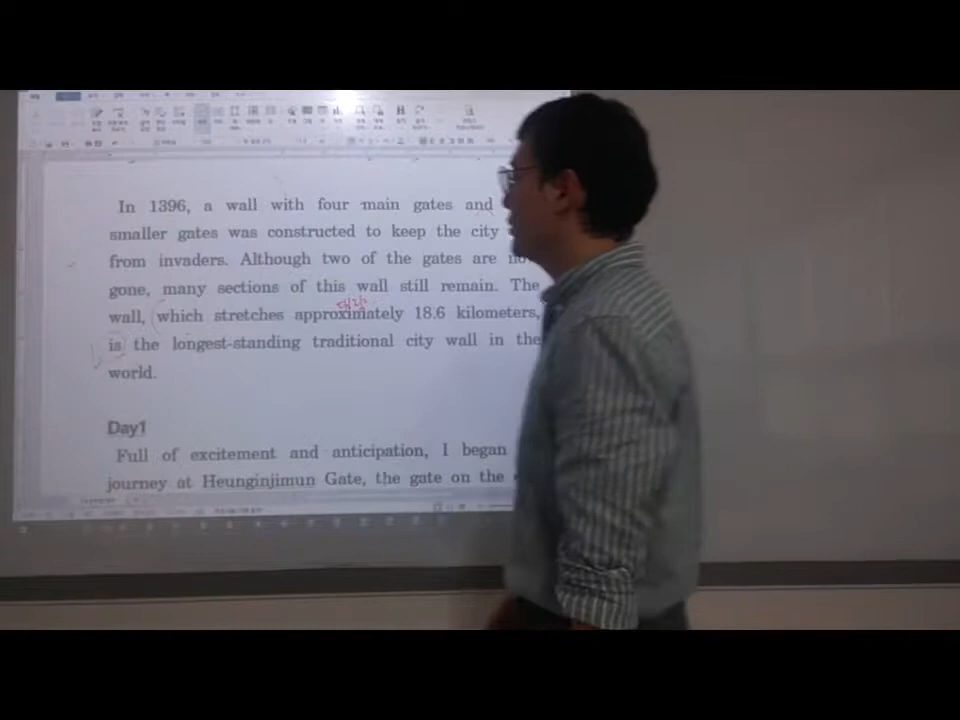 In 1396, a wall with four main gates and
smaller gates was constructed to keep the city
from invaders. Although two of the gates are
gone, many sections of this wall still remain. The
대략
wall, which stretches approximately 18.6 kilometers,
is the longest-standing traditional city wall in the
world.
Day1
Full of excitement and anticipation, I began
journey at Heunginjimun Gate, the gate on the